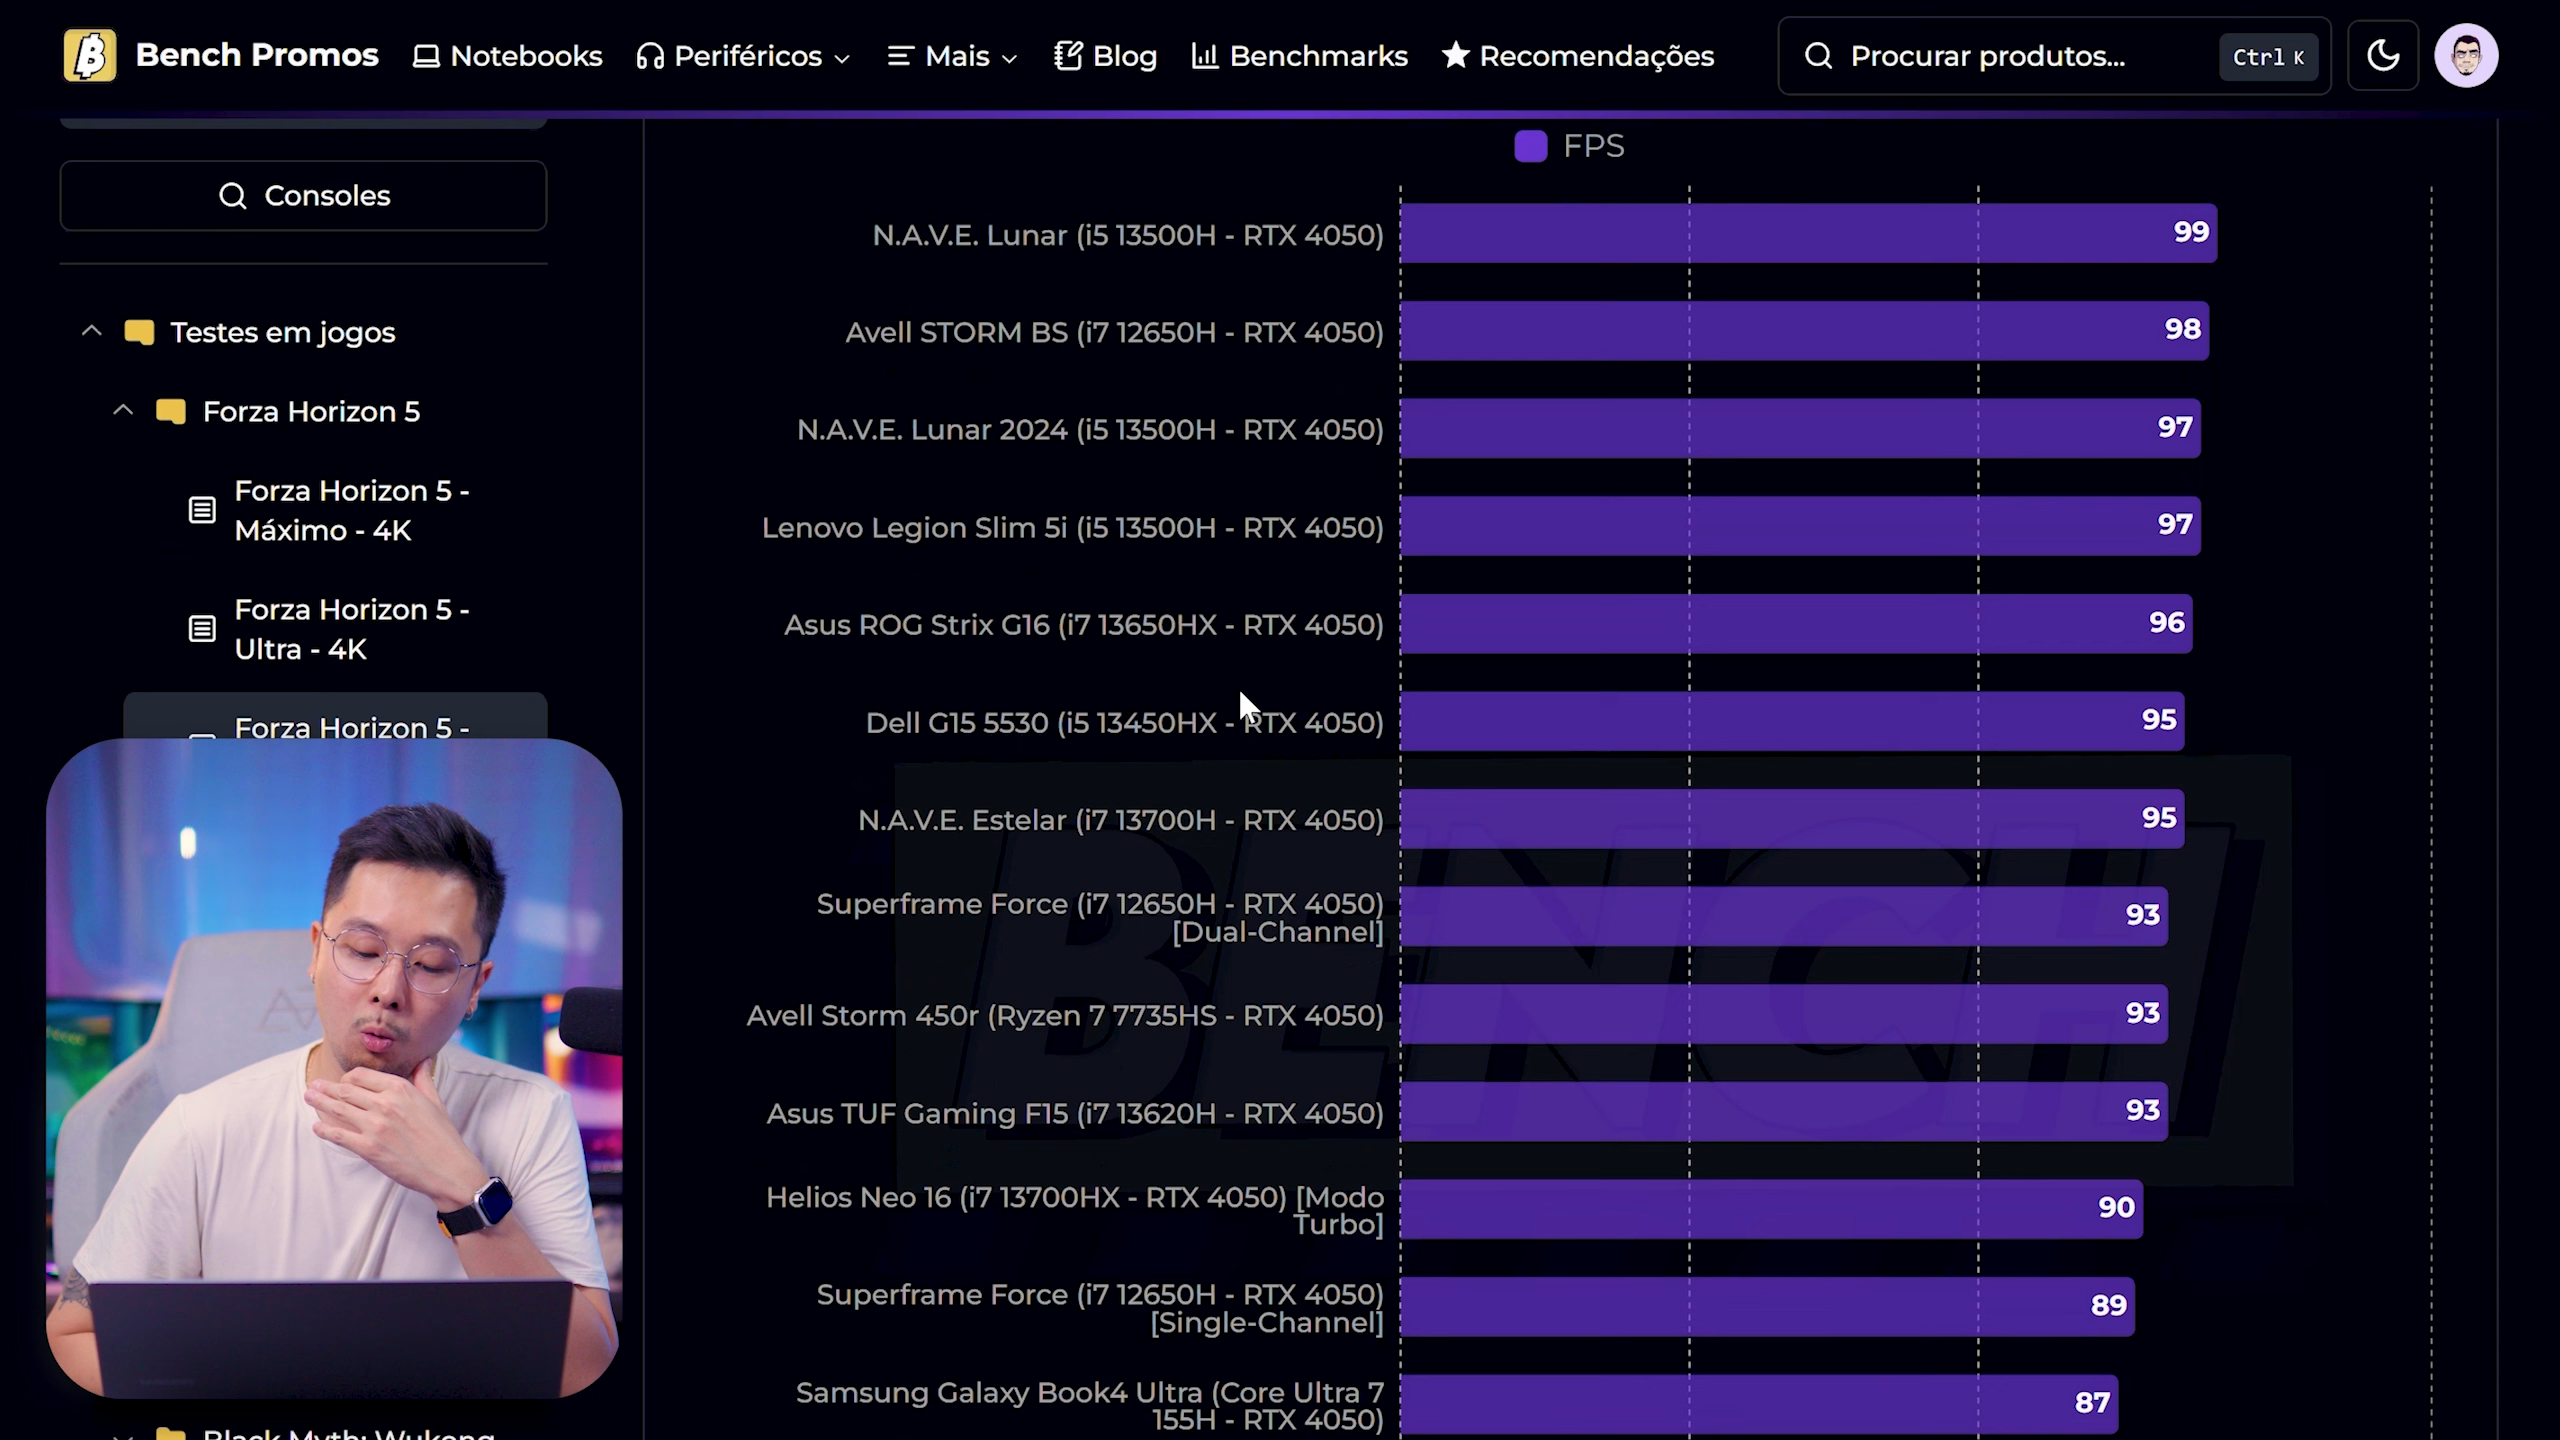 Bench Promos
Notebooks
Periféricos
Mais
Blog
Benchmarks
Recomendações
Procurar produtos...
Ctrl K
Consoles
Testes em jogos
Forza Horizon 5
Forza Horizon 5 -
Máximo - 4K
Forza Horizon 5 -
Ultra - 4K
Forza Horizon 5 -
Black Myth: Wukong
FPS
N.A.V.E. Lunar (i5 13500H - RTX 4050)
99
Avell STORM BS (i7 12650H - RTX 4050)
98
N.A.V.E. Lunar 2024 (i5 13500H - RTX 4050)
97
Lenovo Legion Slim 5i (i5 13500H - RTX 4050)
97
Asus ROG Strix G16 (i7 13650HX - RTX 4050)
96
Dell G15 5530 (i5 13450HX - RTX 4050)
95
N.A.V.E. Estelar (i7 13700H - RTX 4050)
95
Superframe Force (i7 12650H - RTX 4050)
[Dual-Channel]
93
Avell Storm 450r (Ryzen 7 7735HS - RTX 4050)
93
Asus TUF Gaming F15 (i7 13620H - RTX 4050)
93
Helios Neo 16 (i7 13700HX - RTX 4050) [Modo
Turbo]
90
Superframe Force (i7 12650H - RTX 4050)
[Single-Channel]
89
Samsung Galaxy Book4 Ultra (Core Ultra 7
155H - RTX 4050)
87
BENCH